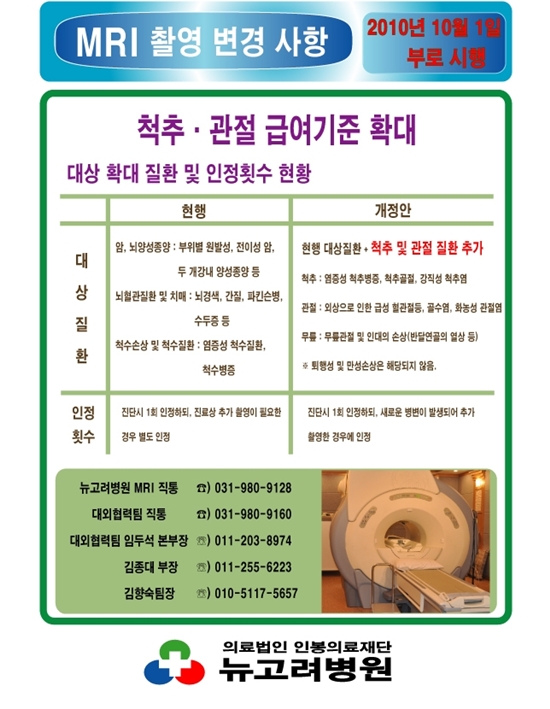 MRI 촬영 변경 사항
2010년 10월 1일
부로 시행
척추 · 관절 급여기준 확대
대상 확대 질환 및 인정횟수 현황
현행
개정안
대상질환
암, 뇌양성종양 : 부위별 원발성, 전이성 암,
두 개강내 양성종양 등
뇌혈관질환 및 치매 : 뇌경색, 간질, 파킨슨병,
수두증 등
척수손상 및 척수질환 : 염증성 척수질환,
척수병증
현행 대상질환 + 척추 및 관절 질환 추가
척추 : 염증성 척추병증, 척추골절, 강직성 척추염
관절 : 외상으로 인한 급성 혈관절등, 골수염, 화농성 관절염
무릎 : 무릎관절 및 인대의 손상(반달연골의 열상 등)
※ 퇴행성 및 만성손상은 해당되지 않음.
인정
횟수
진단시 1회 인정하되, 진료상 추가 촬영이 필요한
경우 별도 인정
진단시 1회 인정하되, 새로운 병변이 발생되어 추가
촬영한 경우에 인정
뉴고려병원 MRI 직통 ☎) 031-980-9128
대외협력팀 직통 ☎) 031-980-9160
대외협력팀 임두석 본부장 ☏) 011-203-8974
김종대 부장 ☏) 011-255-6223
김향숙팀장 ☏) 010-5117-5657
의료법인 인봉의료재단
뉴고려병원